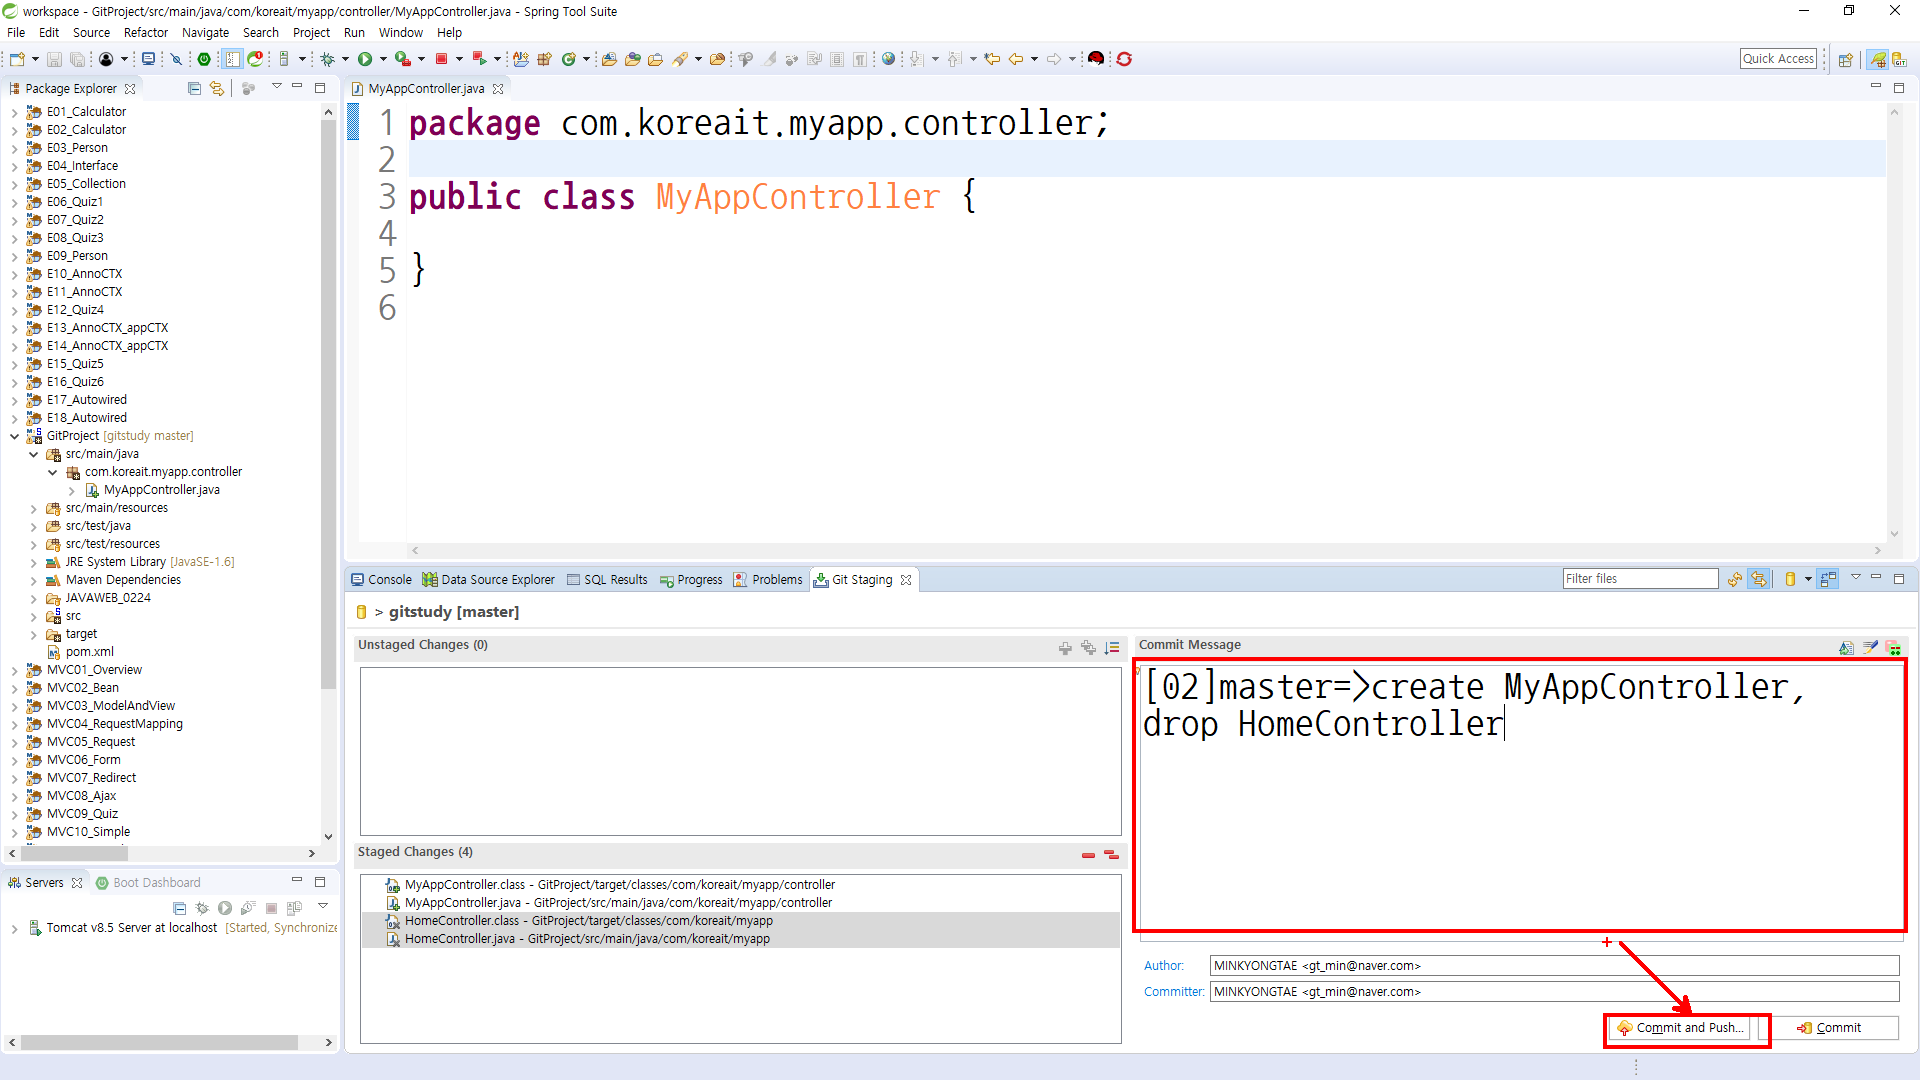 workspace - GitProject/src/main/java/com/koreait/myapp/controller/MyAppController.java - Spring Tool Suite
File Edit Source Refactor Navigate Search Project Run Window Help
Quick Access
Package Explorer
E01_Calculator
E02_Calculator
E03_Person
E04_Interface
E05_Collection
E06_Quiz1
E07_Quiz2
E08_Quiz3
E09_Person
E10_AnnoCTX
E11_AnnoCTX
E12_Quiz4
E13_AnnoCTX_appCTX
E14_AnnoCTX_appCTX
E15_Quiz5
E16_Quiz6
E17_Autowired
E18_Autowired
GitProject [gitstudy master]
src/main/java
com.koreait.myapp.controller
MyAppController.java
src/main/resources
src/test/java
src/test/resources
JRE System Library [JavaSE-1.6]
Maven Dependencies
JAVAWEB_0224
src
target
pom.xml
MVC01_Overview
MVC02_Bean
MVC03_ModelAndView
MVC04_RequestMapping
MVC05_Request
MVC06_Form
MVC07_Redirect
MVC08_Ajax
MVC09_Quiz
MVC10_Simple
Servers Boot Dashboard
Tomcat v8.5 Server at localhost [Started, Synchronize
MyAppController.java
1 package com.koreait.myapp.controller;
2
3 public class MyAppController {
4
5 }
6
Console Data Source Explorer SQL Results Progress Problems Git Staging
Filter files
> gitstudy [master]
Unstaged Changes (0)
Staged Changes (4)
MyAppController.class - GitProject/target/classes/com/koreait/myapp/controller
MyAppController.java - GitProject/src/main/java/com/koreait/myapp/controller
HomeController.class - GitProject/target/classes/com/koreait/myapp
HomeController.java - GitProject/src/main/java/com/koreait/myapp
Commit Message
[02]master=>create MyAppController,
drop HomeController
Author: MINKYONGTAE <gt_min@naver.com>
Committer: MINKYONGTAE <gt_min@naver.com>
Commit and Push... Commit